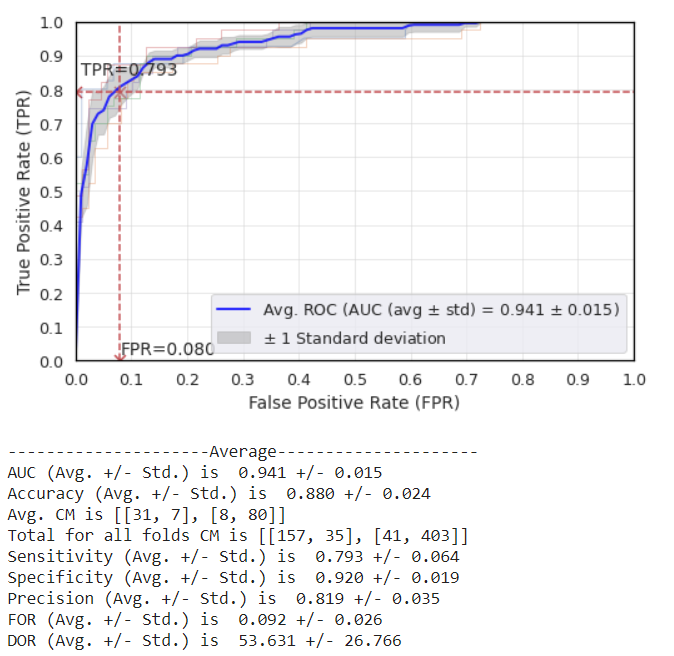 1.0
0.9
TPR=0.793
0.8
0.7
0.6
0.5
0.4
0.3
0.2
0.1
0.0
True Positive Rate (TPR)
Avg. ROC (AUC (avg ± std) = 0.941 ± 0.015)
± 1 Standard deviation
FPR=0.080
0.0 0.1 0.2 0.3 0.4 0.5 0.6 0.7 0.8 0.9 1.0
False Positive Rate (FPR)
---------------------Average---------------------
AUC (Avg. +/- Std.) is  0.941 +/- 0.015
Accuracy (Avg. +/- Std.) is  0.880 +/- 0.024
Avg. CM is [[31, 7], [8, 80]]
Total for all folds CM is [[157, 35], [41, 403]]
Sensitivity (Avg. +/- Std.) is  0.793 +/- 0.064
Specificity (Avg. +/- Std.) is  0.920 +/- 0.019
Precision (Avg. +/- Std.) is  0.819 +/- 0.035
FOR (Avg. +/- Std.) is  0.092 +/- 0.026
DOR (Avg. +/- Std.) is  53.631 +/- 26.766